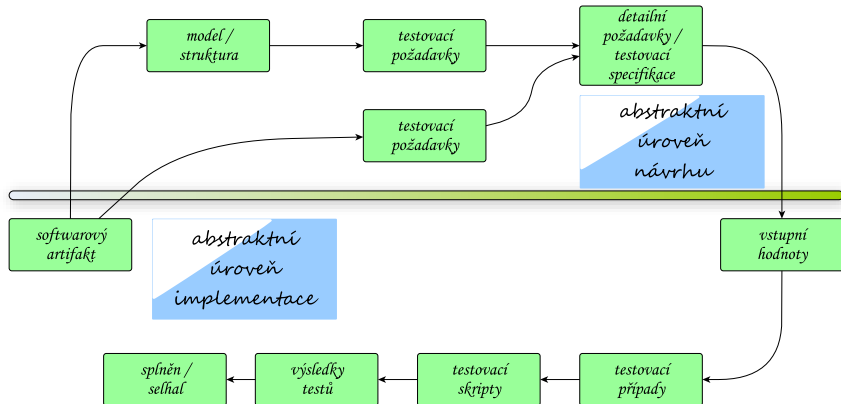 model /
struktura
testovací
požadavky
detailní
požadavky /
testovací
specifikace
testovací
požadavky
abstraktní
úroveň
návrhu
softwarový
artifakt
abstraktní
úroveň
implementace
vstupní
hodnoty
splněn /
selhal
výsledky
testů
testovací
skripty
testovací
případy